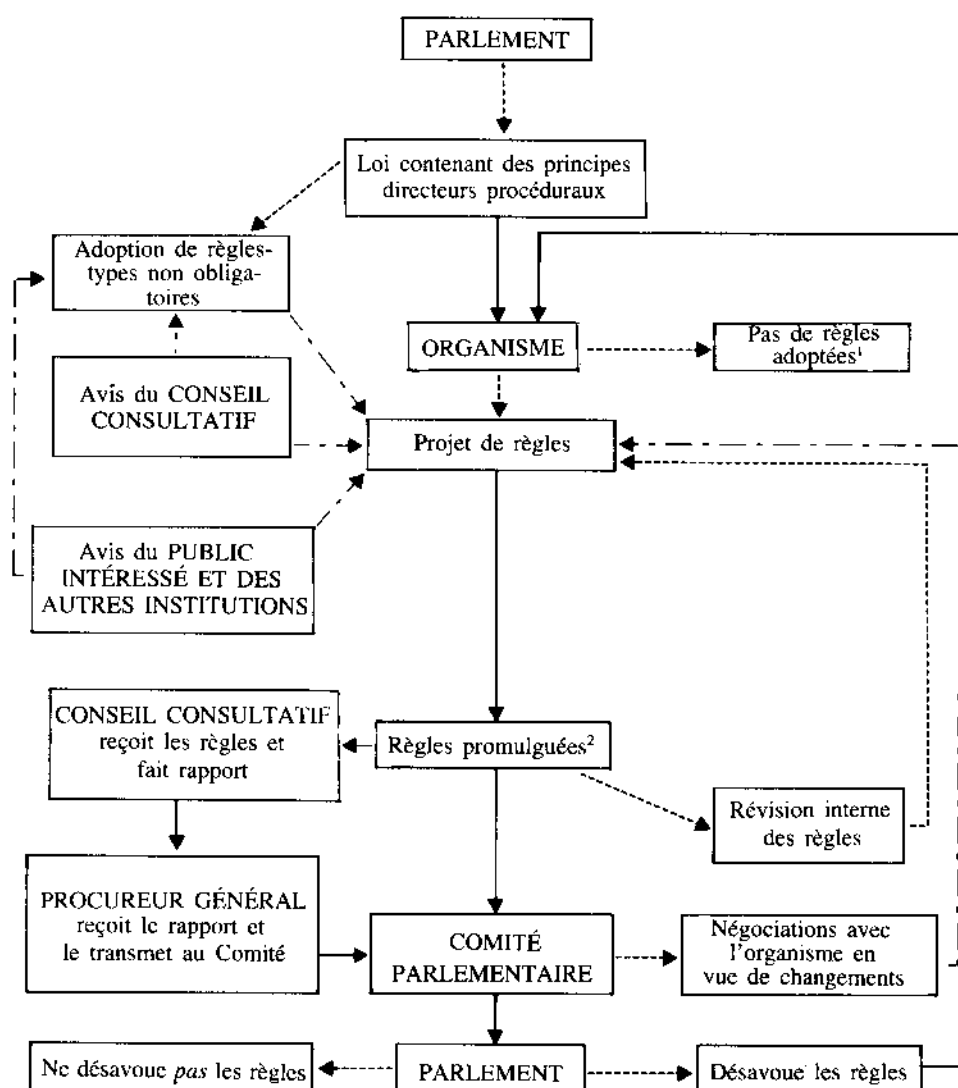 PARLEMENT
Loi contenant des principes
directeurs procéduraux
Adoption de règles-
types non obliga-
toires
ORGANISME
Pas de règles
adoptées¹
Avis du CONSEIL
CONSULTATIF
Projet de règles
Avis du PUBLIC
INTÉRESSÉ ET DES
AUTRES INSTITUTIONS
CONSEIL CONSULTATIF
reçoit les règles et
fait rapport
Règles promulguées²
Révision interne
des règles
PROCUREUR GÉNÉRAL
reçoit le rapport et
le transmet au Comité
COMITÉ
PARLEMENTAIRE
Négociations avec
l'organisme en
vue de changements
Ne désavoue pas les règles
PARLEMENT
Désavoue les règles